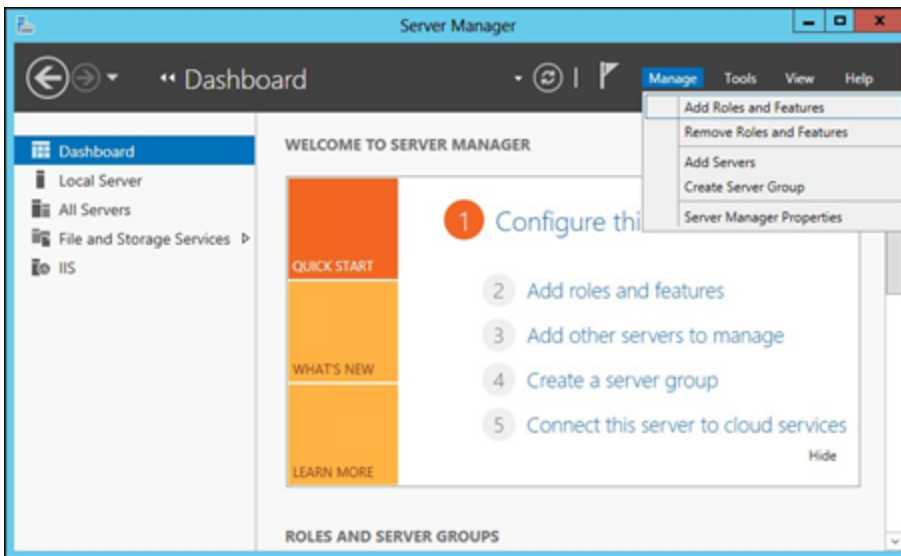 Server Manager
Dashboard
Manage Tools View Help
Add Roles and Features
Remove Roles and Features
Add Servers
Create Server Group
Server Manager Properties
Dashboard
Local Server
All Servers
File and Storage Services
IIS
WELCOME TO SERVER MANAGER
QUICK START
WHAT'S NEW
LEARN MORE
1 Configure thi
2 Add roles and features
3 Add other servers to manage
4 Create a server group
5 Connect this server to cloud services
Hide
ROLES AND SERVER GROUPS